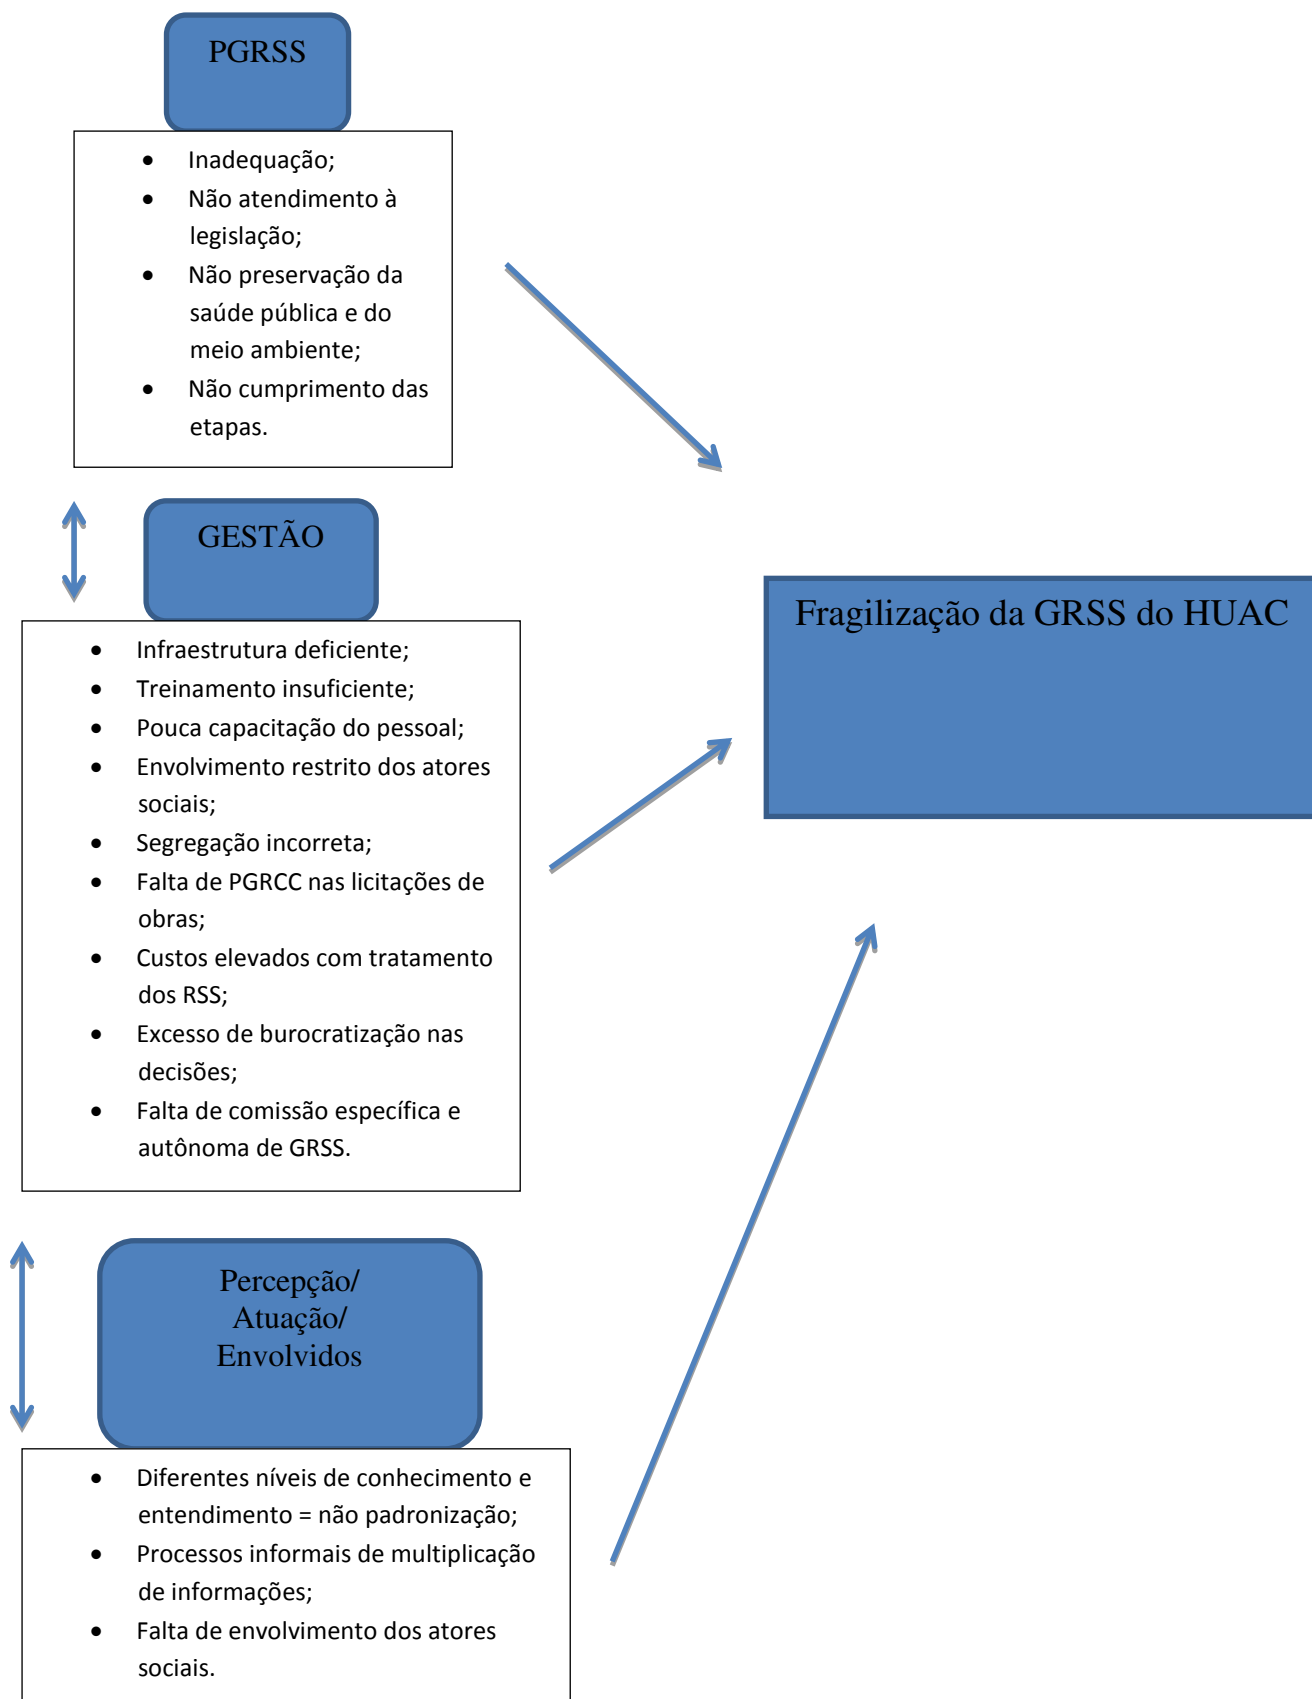 PGRSS
• Inadequação;
• Não atendimento à
legislação;
• Não preservação da
saúde pública e do
meio ambiente;
• Não cumprimento das
etapas.
GESTÃO
• Infraestrutura deficiente;
• Treinamento insuficiente;
• Pouca capacitação do pessoal;
• Envolvimento restrito dos atores
sociais;
• Segregação incorreta;
• Falta de PGRCC nas licitações de
obras;
• Custos elevados com tratamento
dos RSS;
• Excesso de burocratização nas
decisões;
• Falta de comissão específica e
autônoma de GRSS.
Fragilização da GRSS do HUAC
Percepção/
Atuação/
Envolvidos
• Diferentes níveis de conhecimento e
entendimento = não padronização;
• Processos informais de multiplicação
de informações;
• Falta de envolvimento dos atores
sociais.